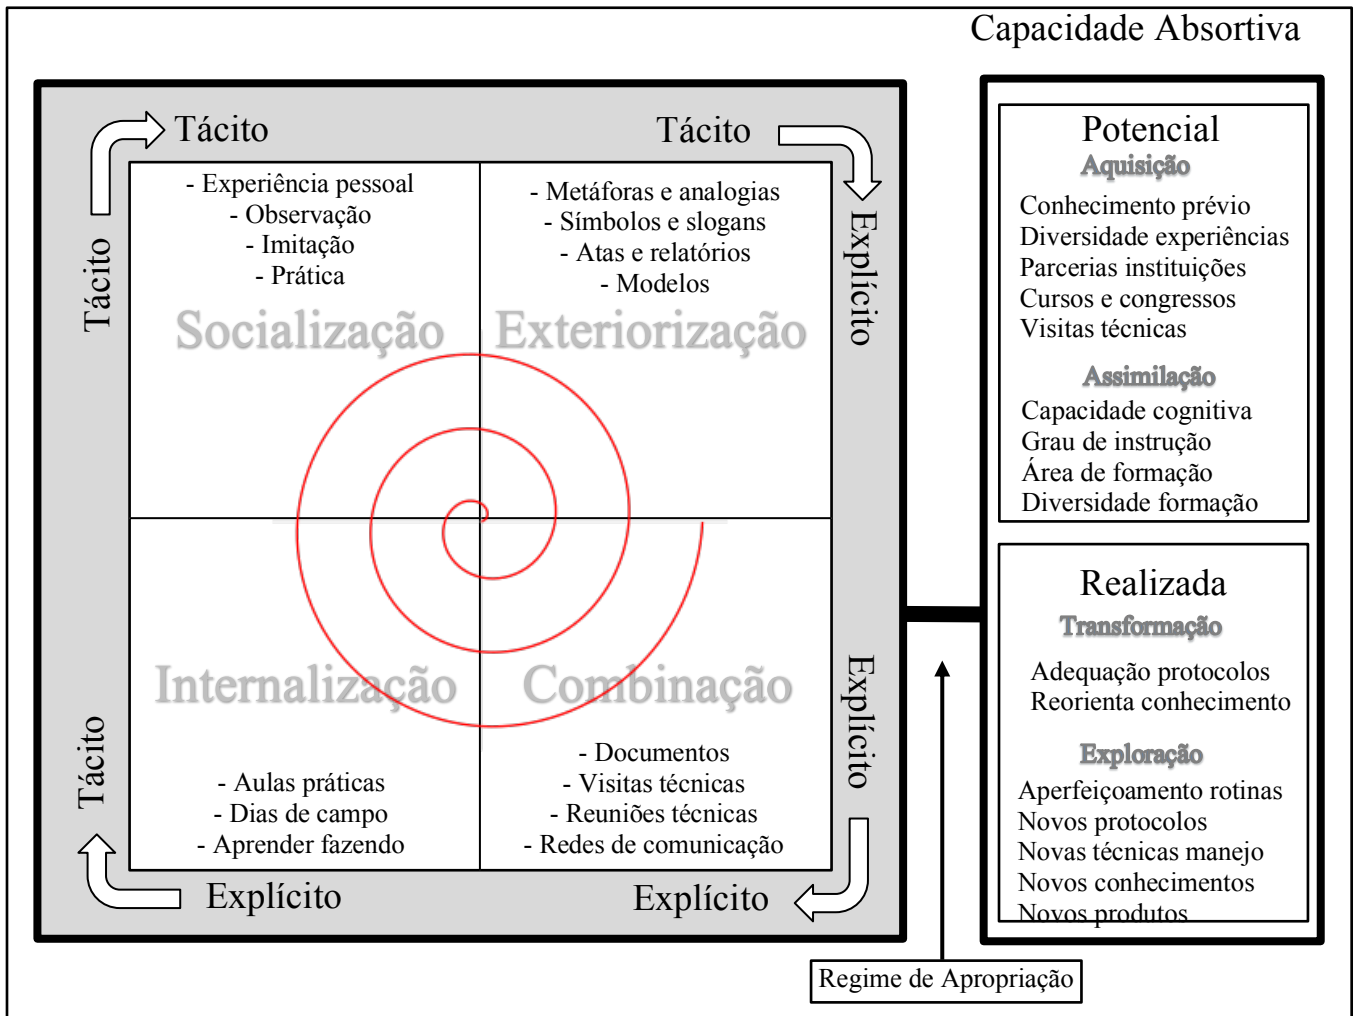 Capacidade Absortiva
Tácito
Tácito
Tácito
Explícito
- Experiência pessoal
- Observação
- Imitação
- Prática
Socialização
- Metáforas e analogias
- Símbolos e slogans
- Atas e relatórios
- Modelos
Exteriorização
Internalização
- Aulas práticas
- Dias de campo
- Aprender fazendo
Combinação
- Documentos
- Visitas técnicas
- Reuniões técnicas
- Redes de comunicação
Tácito
Explícito
Explícito
Explícito
Potencial
Aquisição
Conhecimento prévio
Diversidade experiências
Parcerias instituições
Cursos e congressos
Visitas técnicas
Assimilação
Capacidade cognitiva
Grau de instrução
Área de formação
Diversidade formação
Realizada
Transformação
Adequação protocolos
Reorienta conhecimento
Exploração
Aperfeiçoamento rotinas
Novos protocolos
Novas técnicas manejo
Novos conhecimentos
Novos produtos
Regime de Apropriação